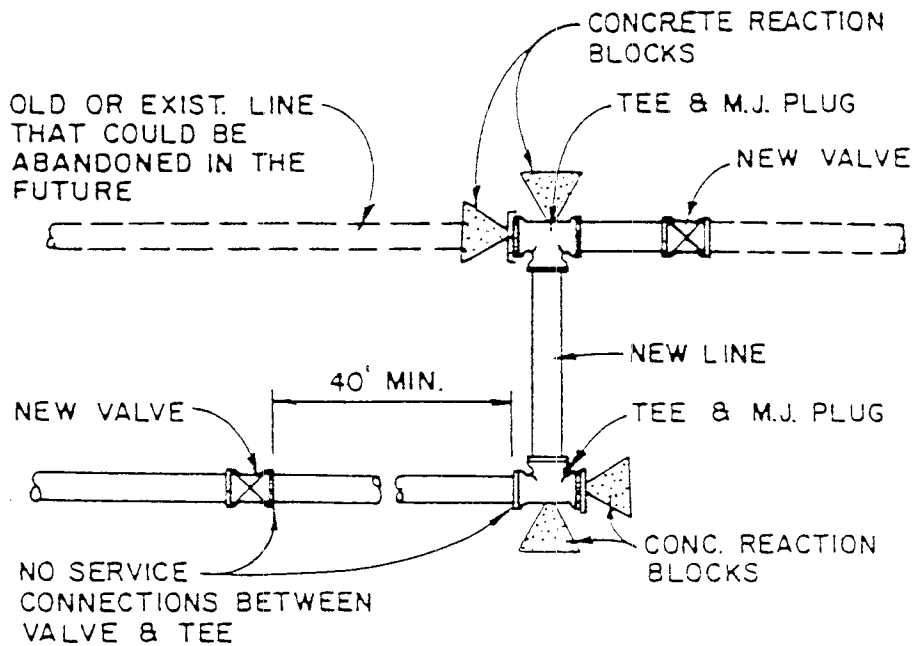 CONCRETE REACTION
BLOCKS
OLD OR EXIST. LINE
THAT COULD BE
ABANDONED IN THE
FUTURE
TEE & M.J. PLUG
NEW VALVE
NEW LINE
40' MIN.
NEW VALVE
TEE & M.J. PLUG
NO SERVICE
CONNECTIONS BETWEEN
VALVE & TEE
CONC. REACTION
BLOCKS